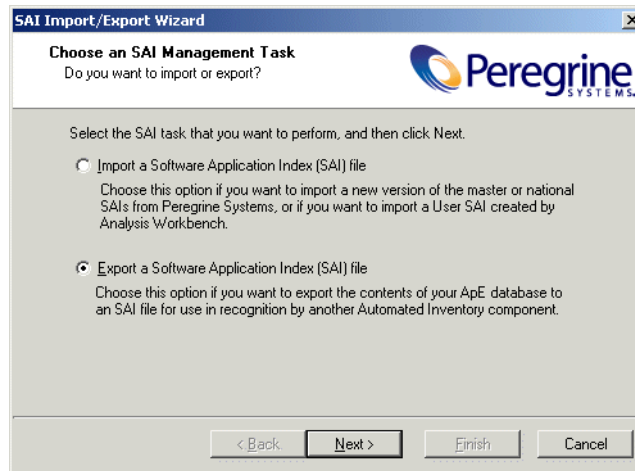 SAI Import/Export Wizard
Choose an SAI Management Task
Do you want to import or export?
Peregrine
SYSTEMS
Select the SAI task that you want to perform, and then click Next.
Import a Software Application Index (SAI) file
Choose this option if you want to import a new version of the master or national
SAIs from Peregrine Systems, or if you want to import a User SAI created by
Analysis Workbench.
Export a Software Application Index (SAI) file
Choose this option if you want to export the contents of your ApE database to
an SAI file for use in recognition by another Automated Inventory component.
< Back
Next >
Finish
Cancel